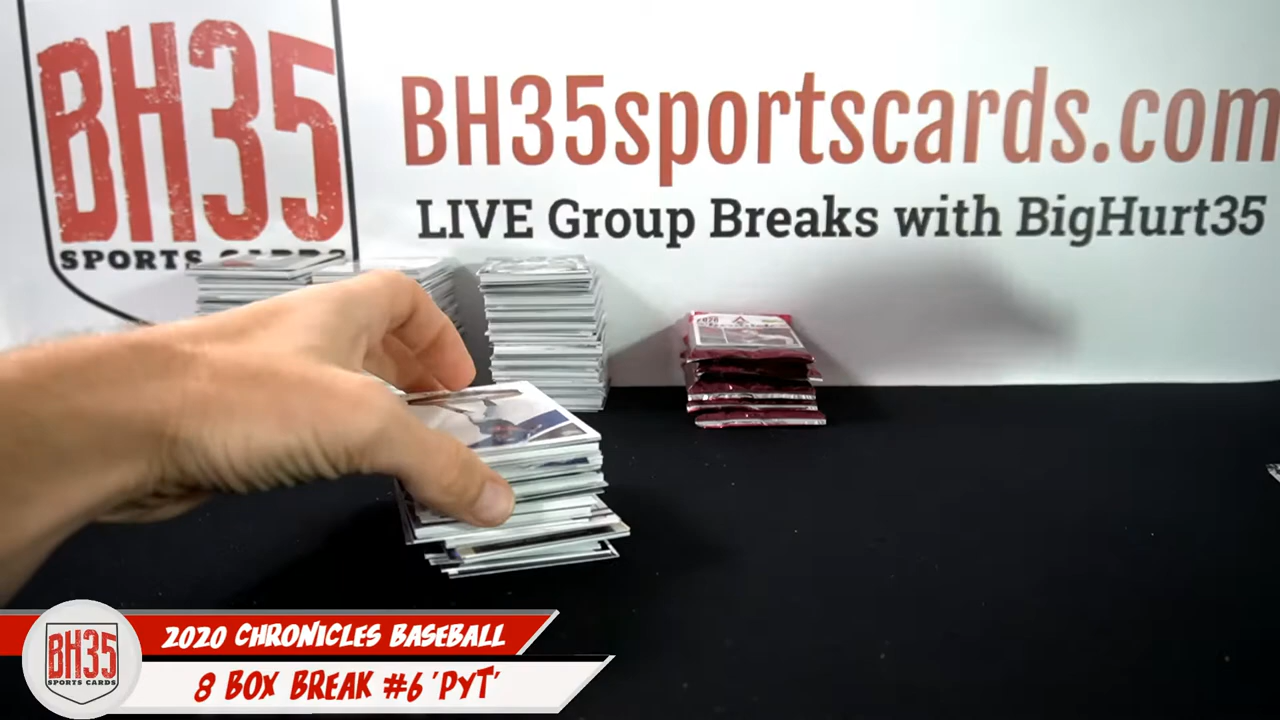 BH35
SPORTS CARDS
BH35sportscards.com
LIVE Group Breaks with BigHurt35
2020
BH35
SPORTS CARDS
2020 CHRONICLES BASEBALL
8 BOX BREAK #6 'PYT'